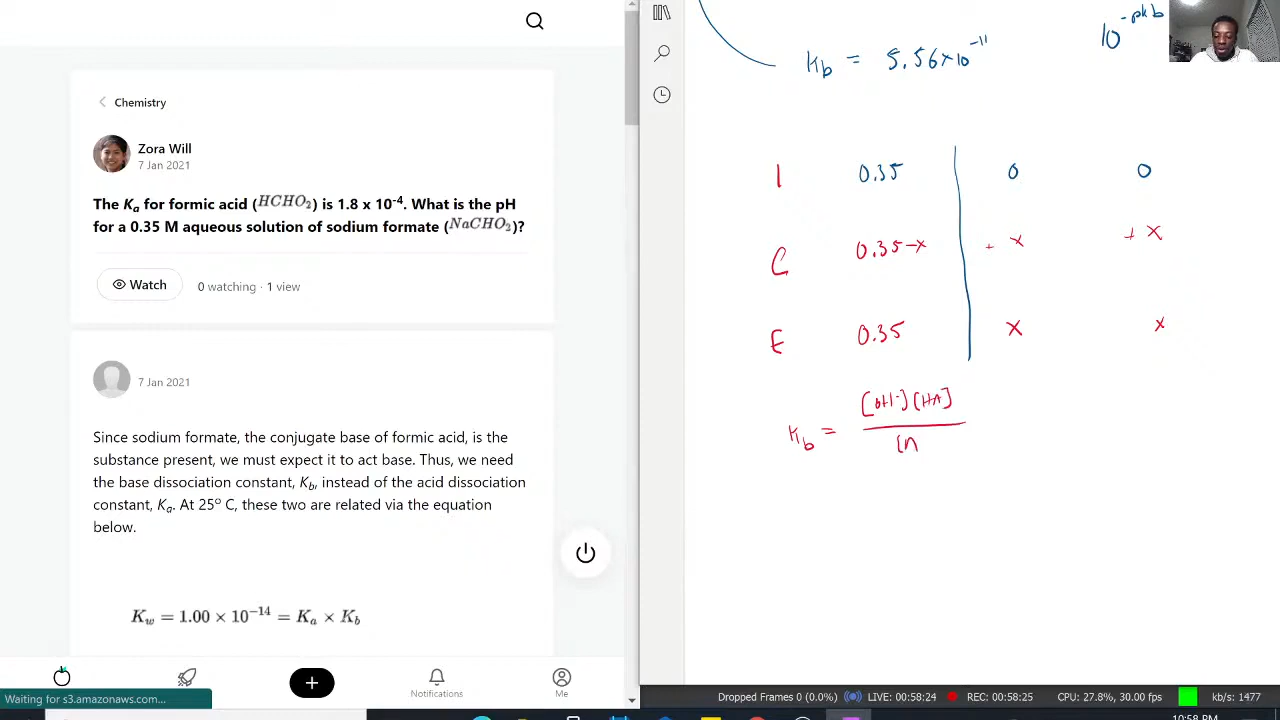 Chemistry
Zora Will
7 Jan 2021
The Ka for formic acid (HCHO₂) is 1.8 x 10⁻⁴. What is the pH
for a 0.35 M aqueous solution of sodium formate (NaCHO₂)?
Watch
0 watching · 1 view
7 Jan 2021
Since sodium formate, the conjugate base of formic acid, is the
substance present, we must expect it to act base. Thus, we need
the base dissociation constant, Kb, instead of the acid dissociation
constant, Ka. At 25° C, these two are related via the equation
below.
Kw = 1.00 × 10⁻¹⁴ = Ka × Kb
Notifications
Me
Waiting for s3.amazonaws.com...
10^-pkb
Kb = 5.56×10⁻¹¹
I 0.35 0 0
C 0.35-x + x + x
E 0.35 x x
Kb = [OH⁻][HA]
[n
Dropped Frames 0 (0.0%)
LIVE: 00:58:24
REC: 00:58:25
CPU: 27.8%, 30.00 fps
kb/s: 1477
10:58 PM